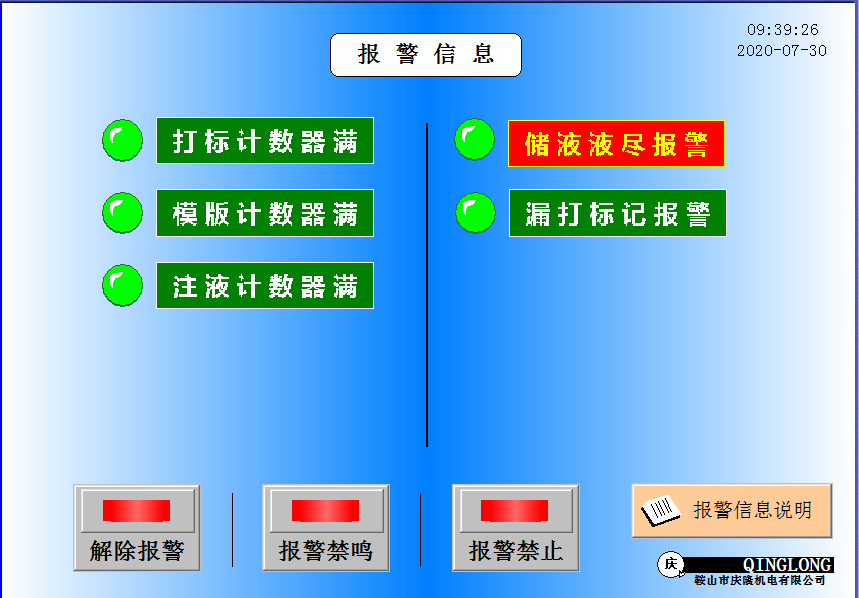 09:39:26
2020-07-30
报警信息
打标计数器满
模版计数器满
注液计数器满
储液液尽报警
漏打标记报警
解除报警
报警禁鸣
报警禁止
报警信息说明
庆
QINGLONG
鞍山市庆隆机电有限公司